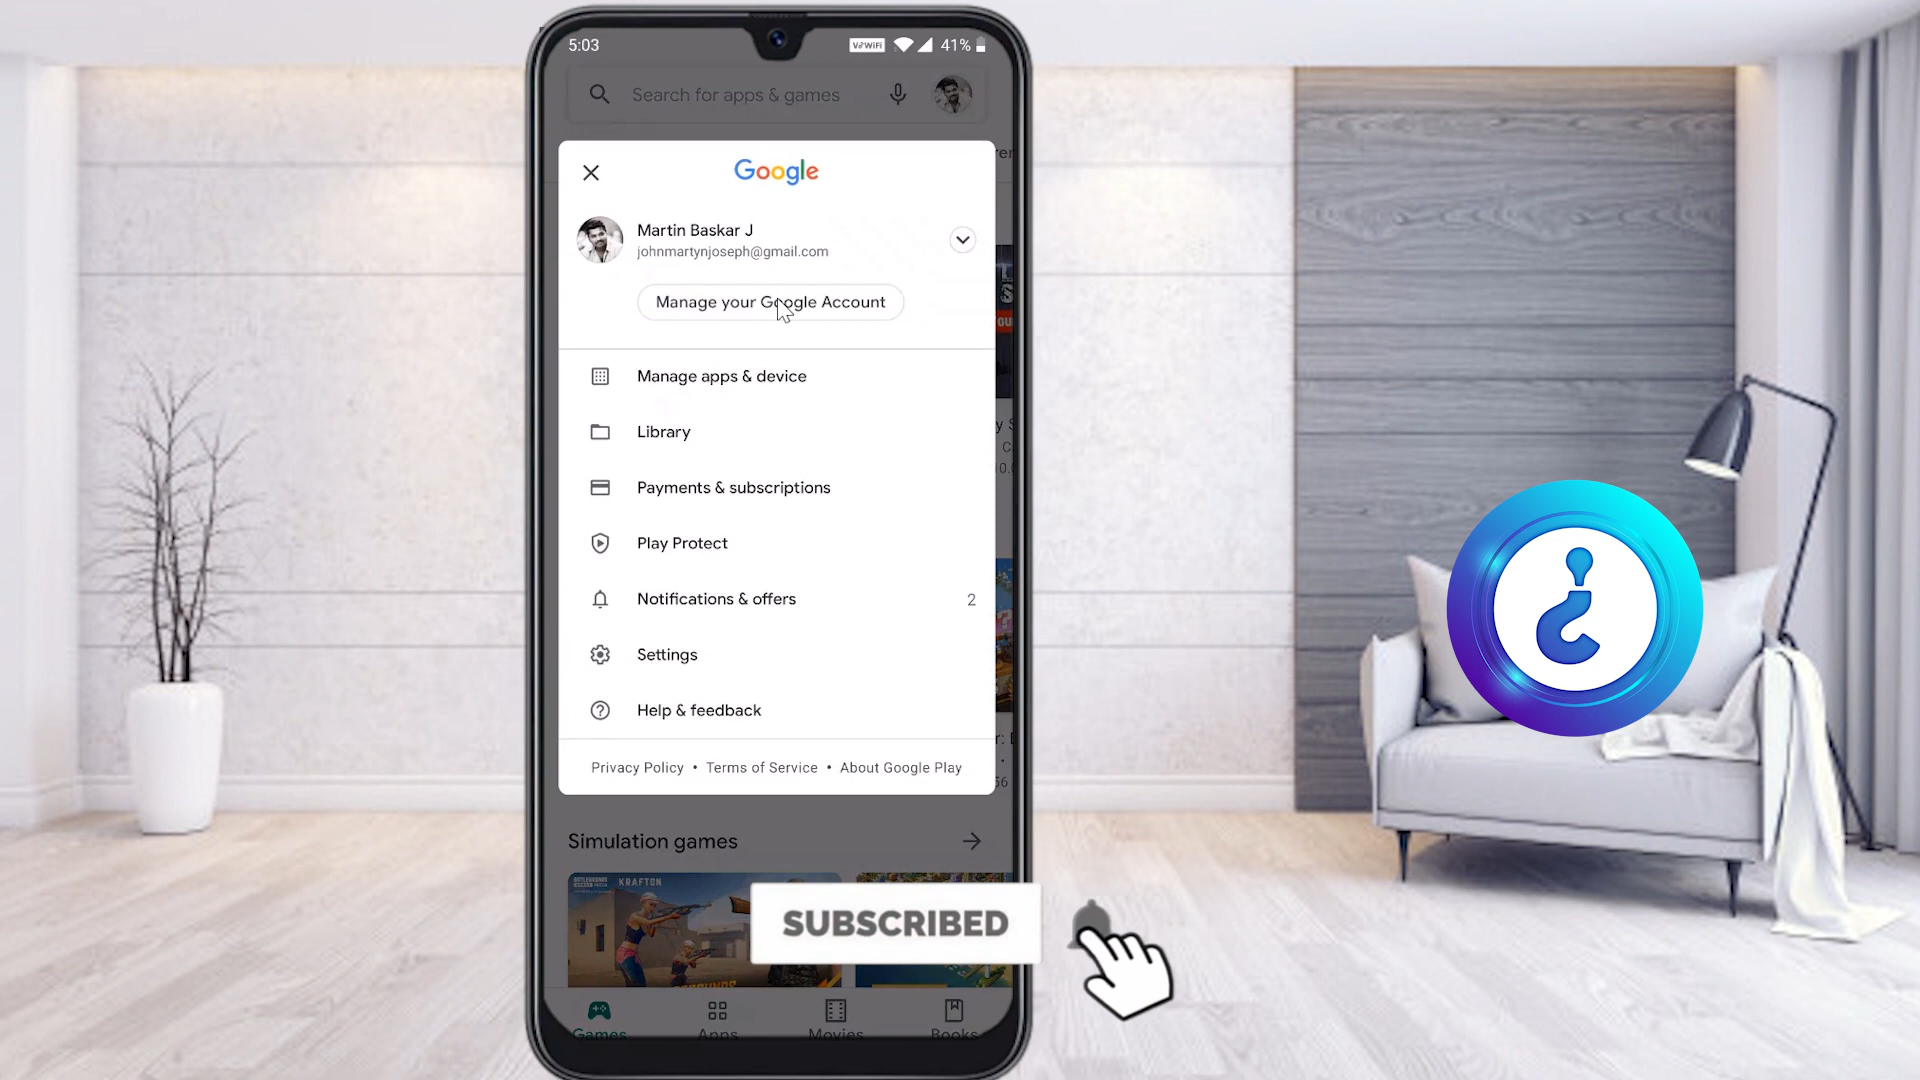 5:03
VoWiFi
41%
Search for apps & games
Google
Martin Baskar J
johnmartynjoseph@gmail.com
Manage your Google Account
Manage apps & device
Library
Payments & subscriptions
Play Protect
Notifications & offers 2
Settings
Help & feedback
Privacy Policy • Terms of Service • About Google Play
Simulation games
KRAFTON
SUBSCRIBED
Games Apps Movies Books